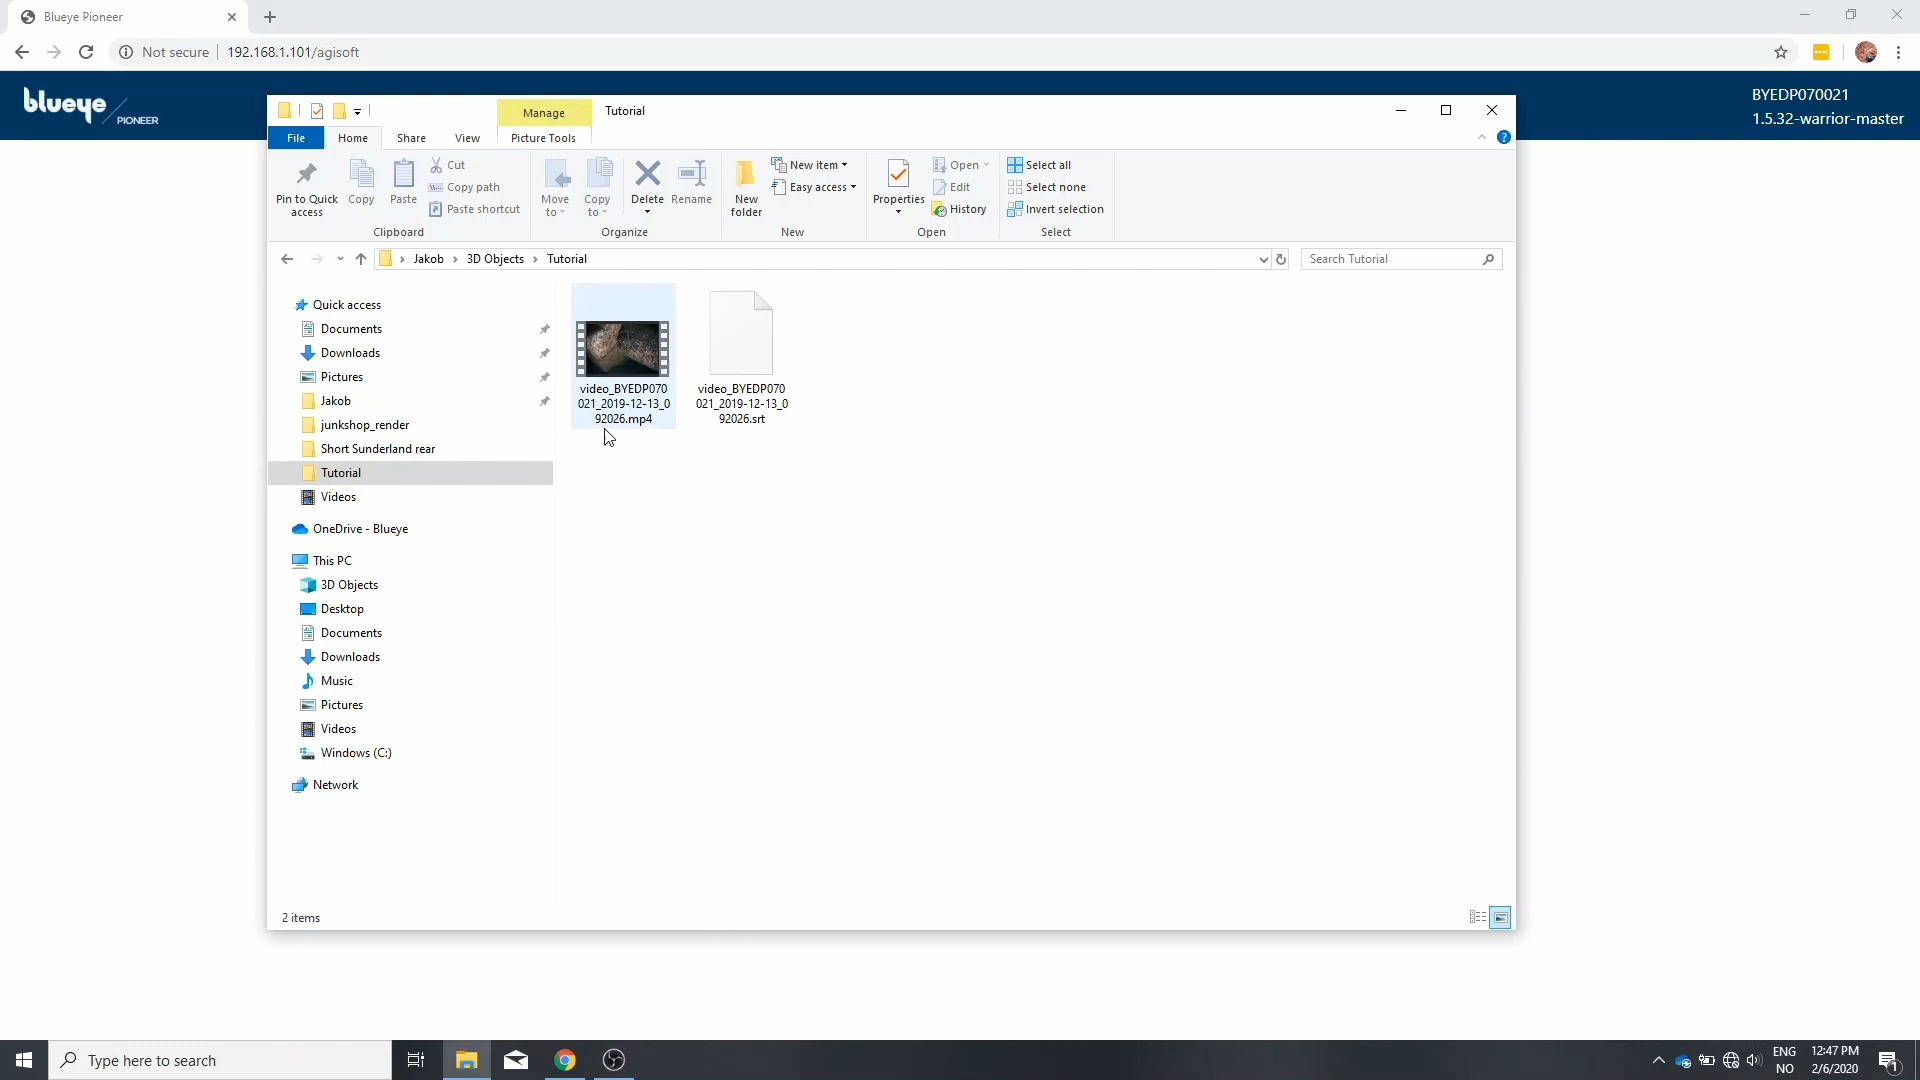 Blueye Pioneer
Not secure
192.168.1.101/agisoft
blueye
PIONEER
BYEDP070021
1.5.32-warrior-master
Manage
Tutorial
File
Home
Share
View
Picture Tools
Pin to Quick access
Copy
Paste
Cut
Copy path
Paste shortcut
Clipboard
Move to
Copy to
Delete
Rename
Organize
New folder
New item
Easy access
New
Properties
Open
Edit
History
Open
Select all
Select none
Invert selection
Select
Jakob
3D Objects
Tutorial
Search Tutorial
Quick access
Documents
Downloads
Pictures
Jakob
junkshop_render
Short Sunderland rear
Tutorial
Videos
OneDrive - Blueye
This PC
3D Objects
Desktop
Documents
Downloads
Music
Pictures
Videos
Windows (C:)
Network
video_BYEDP070
021_2019-12-13_0
92026.mp4
video_BYEDP070
021_2019-12-13_0
92026.srt
2 items
Type here to search
ENG
NO
12:47 PM
2/6/2020
1